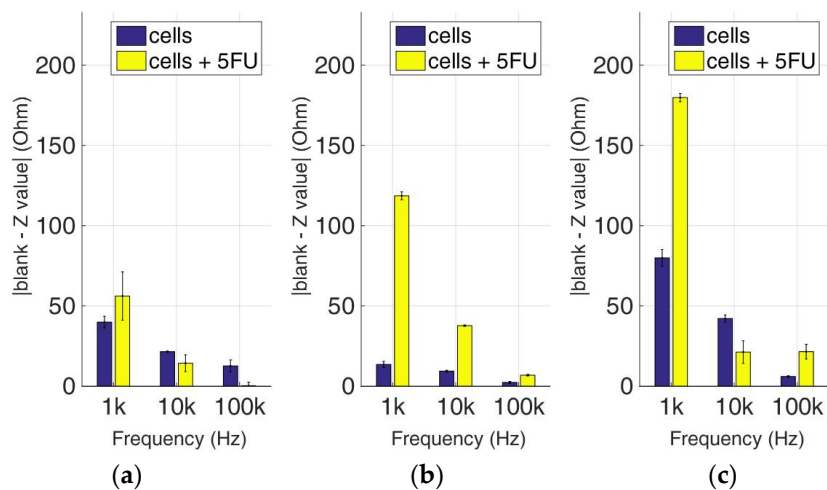 cells
cells + 5FU
|blank - Z value| (Ohm)
200
150
100
50
0
1k 10k 100k
Frequency (Hz)
(a)
cells
cells + 5FU
|blank - Z value| (Ohm)
200
150
100
50
0
1k 10k 100k
Frequency (Hz)
(b)
cells
cells + 5FU
|blank - Z value| (Ohm)
200
150
100
50
0
1k 10k 100k
Frequency (Hz)
(c)